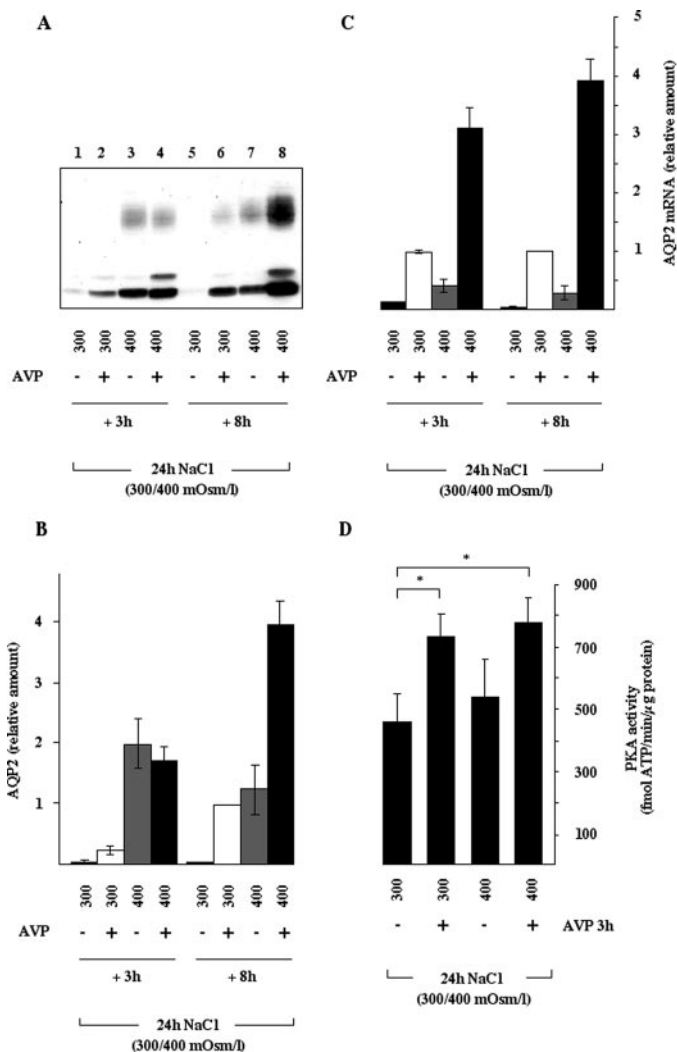 A
1 2 3 4 5 6 7 8
300 300 400 400 300 300 400 400
AVP - + - + - + - +
+ 3h + 8h
24h NaCl
(300/400 mOsm/l)
C
5
4
3
2
1
AQP2 mRNA (relative amount)
300 300 400 400 300 300 400 400
AVP - + - + - + - +
+ 3h + 8h
24h NaCl
(300/400 mOsm/l)
B
AQP2 (relative amount)
4
3
2
1
300 300 400 400 300 300 400 400
AVP - + - + - + - +
+ 3h + 8h
24h NaCl
(300/400 mOsm/l)
D
*
*
900
700
500
300
100
PKA activity
(fmol ATP/min/μg protein)
300 300 400 400
- + - + AVP 3h
24h NaCl
(300/400 mOsm/l)